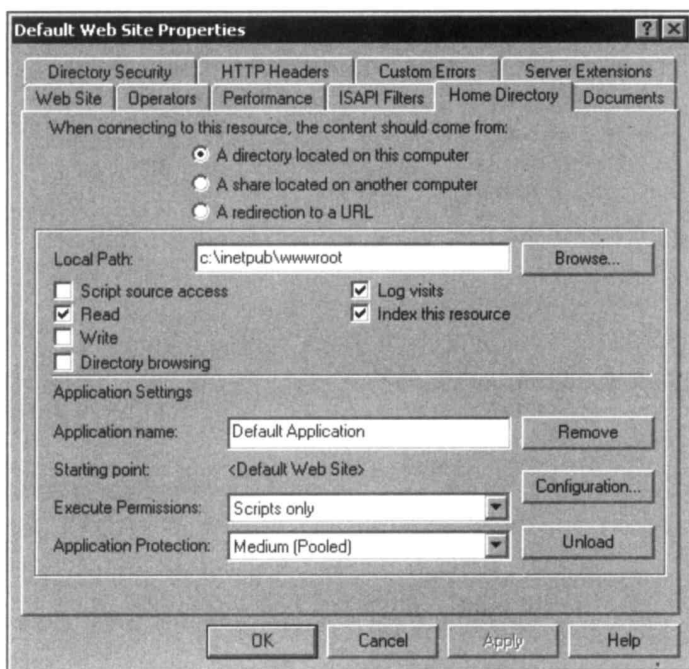 Default Web Site Properties
Directory Security HTTP Headers Custom Errors Server Extensions
Web Site Operators Performance ISAPI Filters Home Directory Documents
When connecting to this resource, the content should come from:
A directory located on this computer
A share located on another computer
A redirection to a URL
Local Path: c:\inetpub\wwwroot Browse...
Script source access Log visits
Read Index this resource
Write
Directory browsing
Application Settings
Application name: Default Application Remove
Starting point: <Default Web Site>
Configuration...
Execute Permissions: Scripts only
Application Protection: Medium (Pooled) Unload
OK Cancel Apply Help